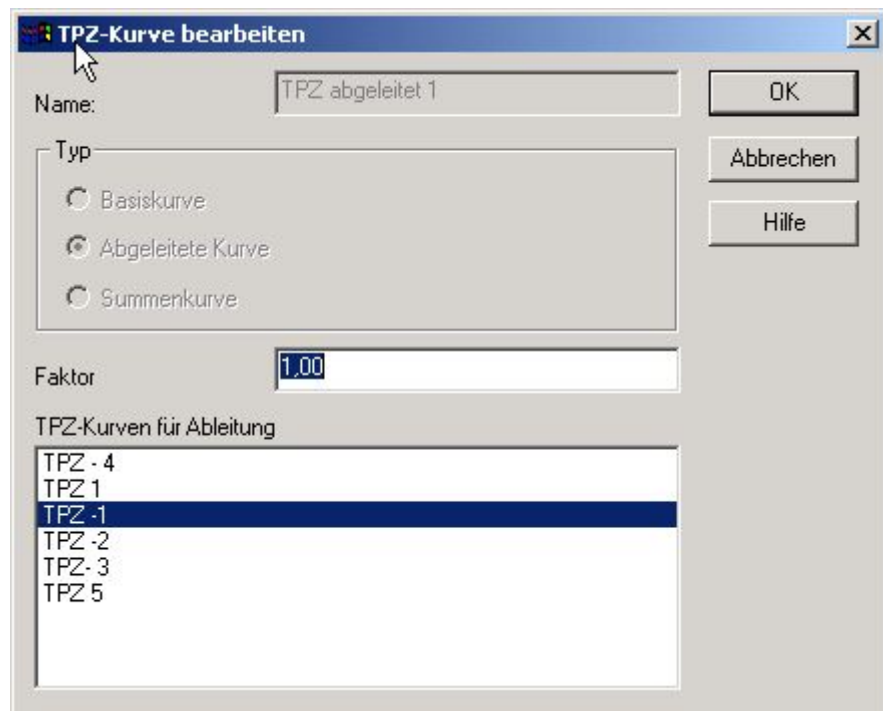 TPZ-Kurve bearbeiten
Name:
TPZ abgeleitet 1
OK
Typ
Abbrechen
Basiskurve
Hilfe
Abgeleitete Kurve
Summenkurve
Faktor
1,00
TPZ-Kurven für Ableitung
TPZ - 4
TPZ 1
TPZ -1
TPZ -2
TPZ- 3
TPZ 5